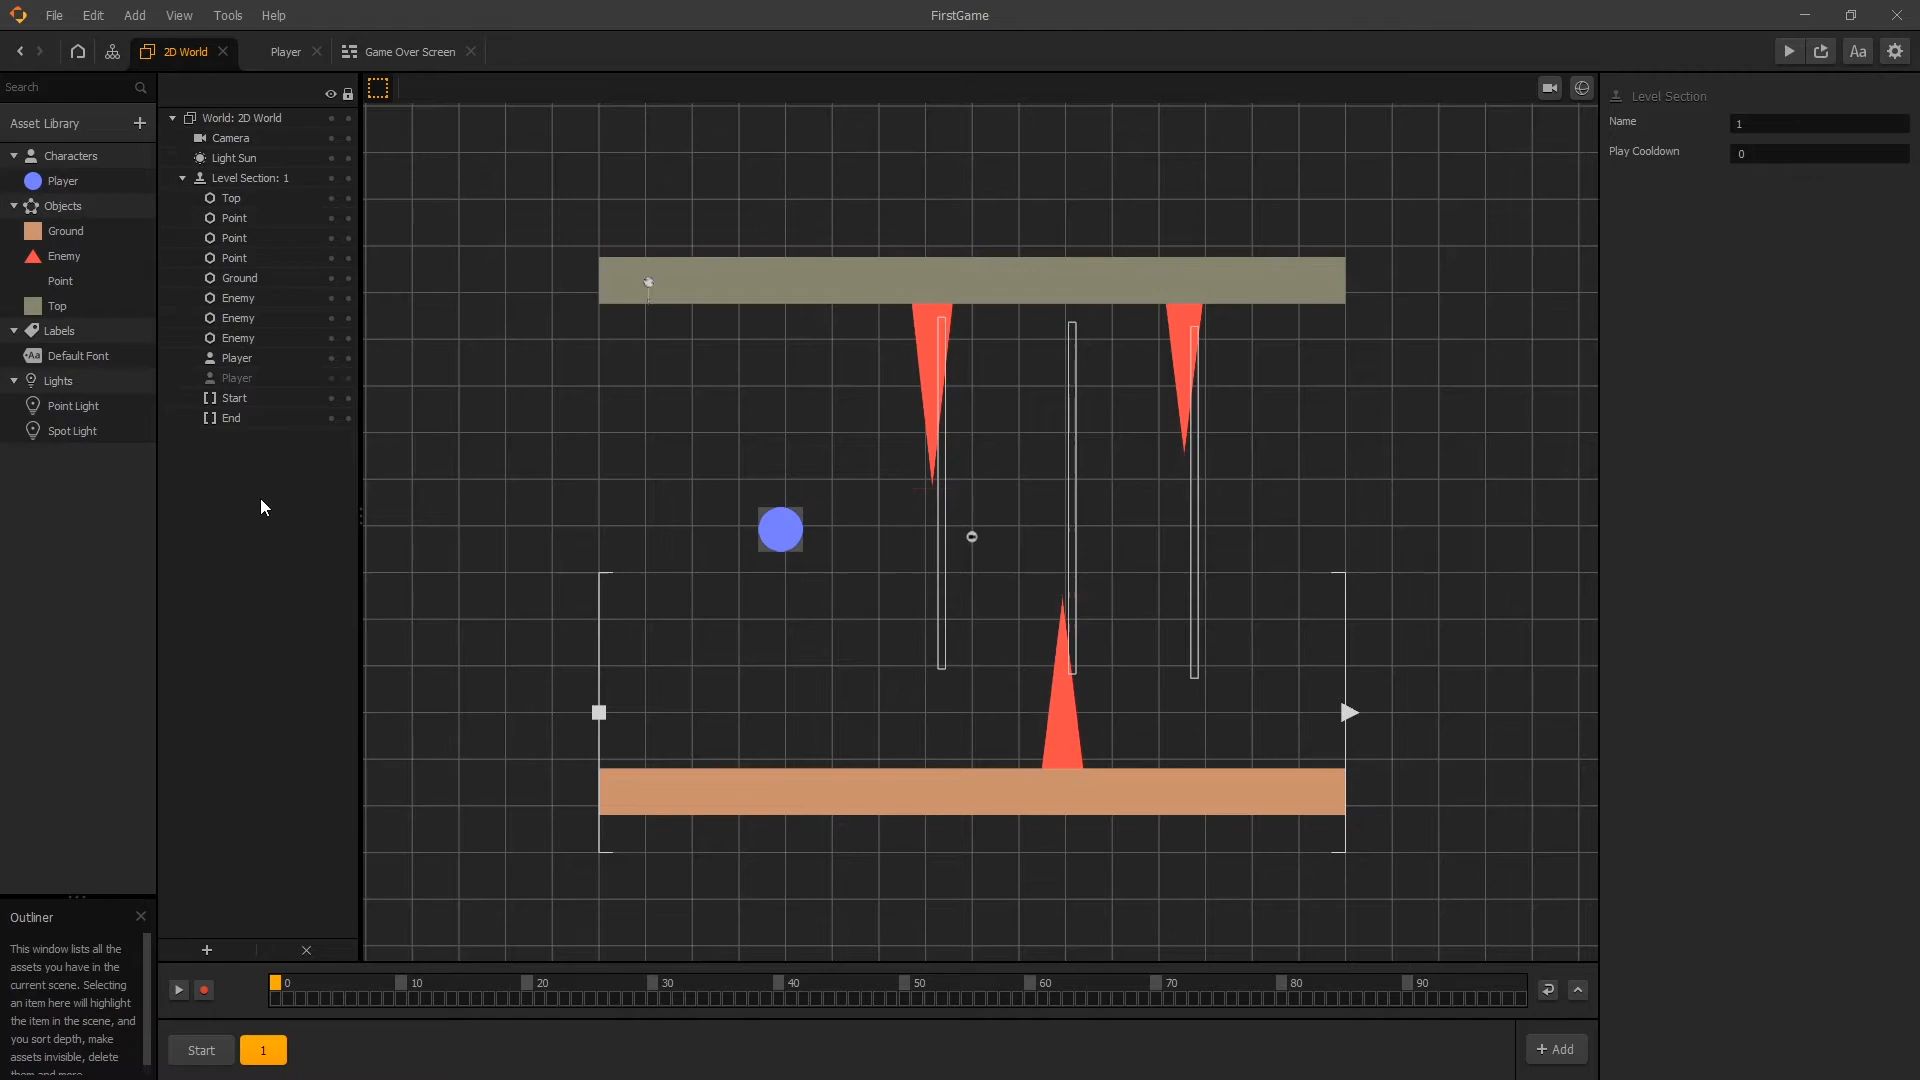 File Edit View Tools Help
Add
FirstGame
2D World
Player
Game Over Screen
Aa
Search
Asset Library
Characters
Player
Objects
Ground
Enemy
Point
Top
Labels
Aa Default Font
Lights
Point Light
Spot Light
World: 2D World
Camera
Light Sun
Level Section: 1
Top
Point
Point
Point
Ground
Enemy
Enemy
Enemy
Player
Player
Start
End
Level Section
Name 1
Play Cooldown 0
Outliner
This window lists all the
assets you have in the
current scene. Selecting
an item here will highlight
the item in the scene, and
you sort depth, make
assets invisible, delete
them and more.
0 10 20 30 40 50 60 70 80 90
Start 1
+ Add